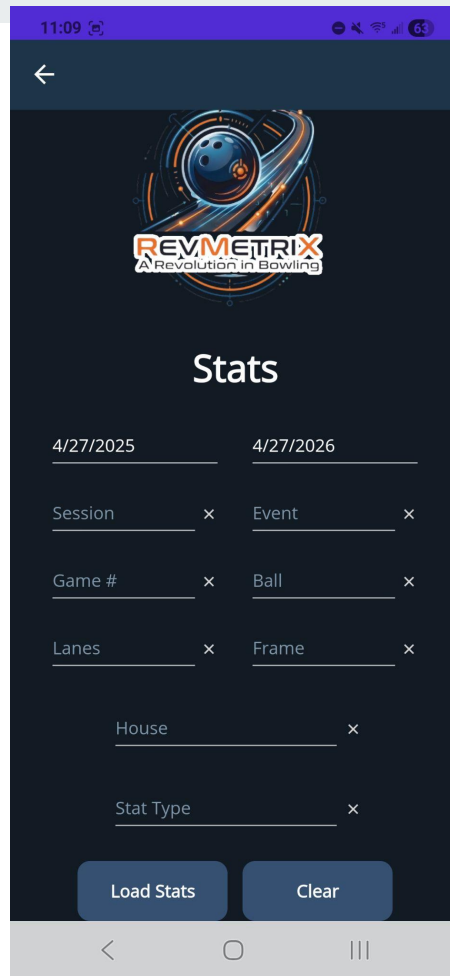 11:09
63
REVMETRIX
A Revolution in Bowling
Stats
4/27/2025 4/27/2026
Session × Event ×
Game # × Ball ×
Lanes × Frame ×
House ×
Stat Type ×
Load Stats Clear